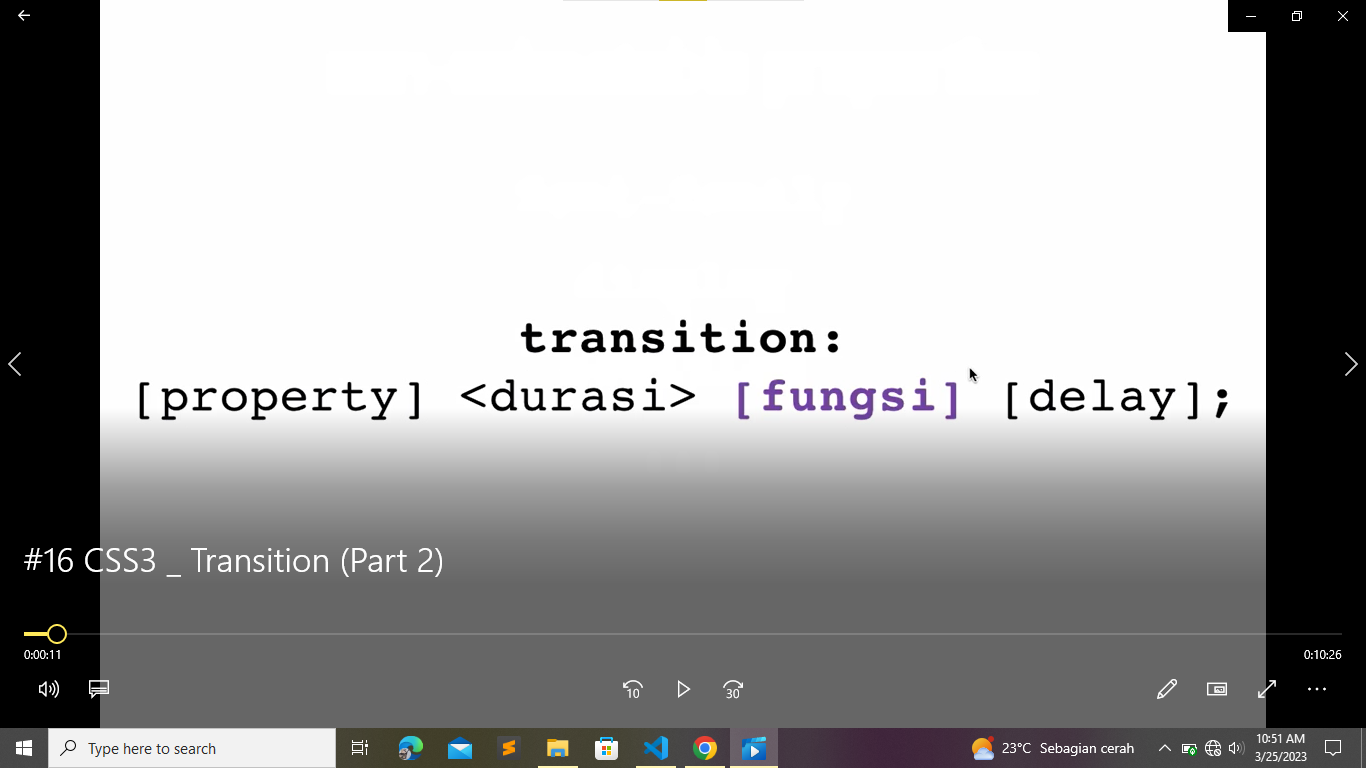 transition:
[property] <durasi> [fungsi] [delay];
#16 CSS3 _ Transition (Part 2)
0:00:11
0:10:26
10
30
Type here to search
23°C Sebagian cerah
10:51 AM
3/25/2023